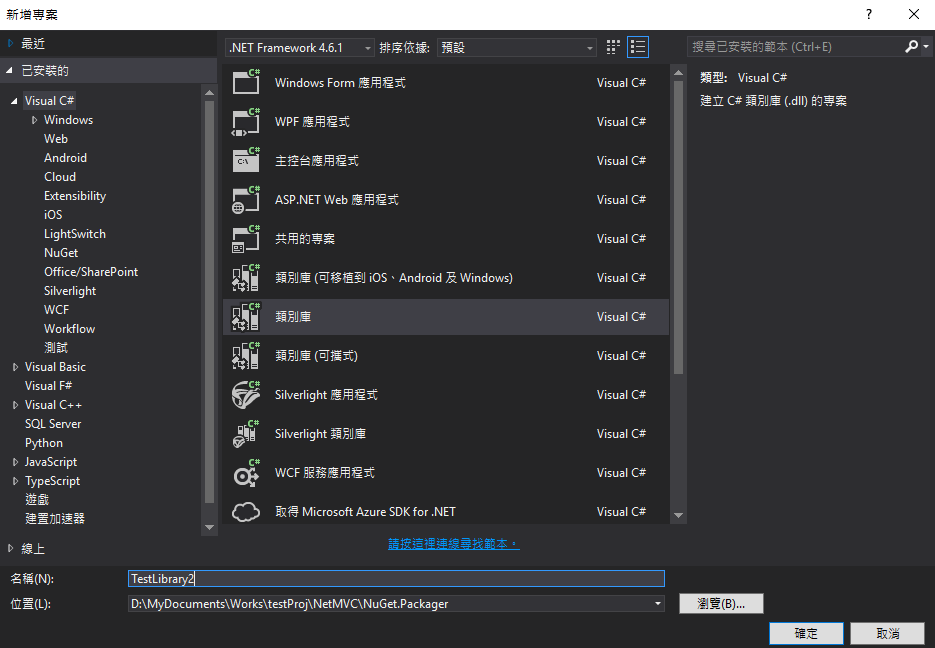 新增專案
最近
.NET Framework 4.6.1
排序依據:
預設
搜尋已安裝的範本 (Ctrl+E)
已安裝的
Visual C#
Windows
Web
Android
Cloud
Extensibility
iOS
LightSwitch
NuGet
Office/SharePoint
Silverlight
WCF
Workflow
測試
Visual Basic
Visual F#
Visual C++
SQL Server
Python
JavaScript
TypeScript
遊戲
建置加速器
線上
C# Windows Form 應用程式 Visual C#
C# WPF 應用程式 Visual C#
C# C:\ 主控台應用程式 Visual C#
C# ASP.NET Web 應用程式 Visual C#
C# 共用的專案 Visual C#
C# 類別庫 (可移植到 iOS、Android 及 Windows) Visual C#
C# 類別庫 Visual C#
C# 類別庫 (可攜式) Visual C#
C# Silverlight 應用程式 Visual C#
C# Silverlight 類別庫 Visual C#
C# WCF 服務應用程式 Visual C#
取得 Microsoft Azure SDK for .NET Visual C#
請按這裡連線尋找範本。
類型: Visual C#
建立 C# 類別庫 (.dll) 的專案
名稱(N):
TestLibrary2
位置(L):
D:\MyDocuments\Works\testProj\NetMVC\NuGet.Packager
瀏覽(B)...
確定
取消